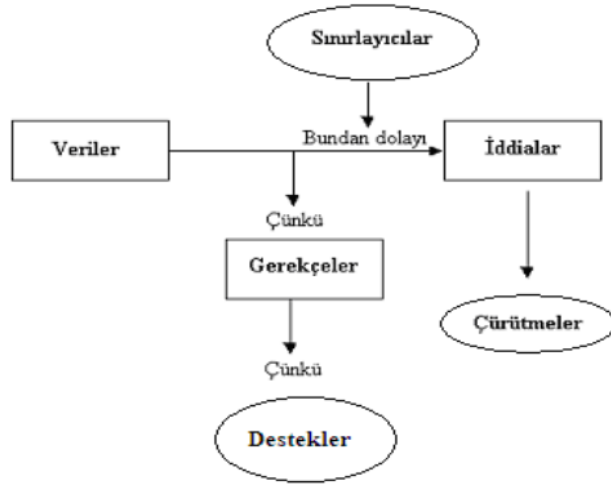 Sınırlayıcılar
Veriler
Bundan dolayı
İddialar
Çünkü
Gerekçeler
Çürütmeler
Çünkü
Destekler